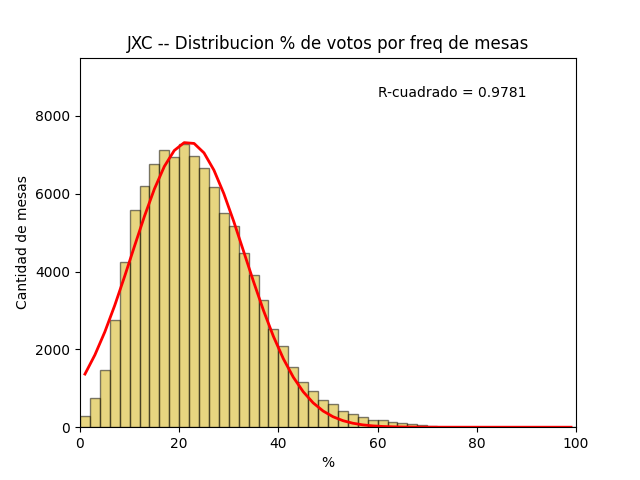 JXC -- Distribucion % de votos por freq de mesas
R-cuadrado = 0.9781
Cantidad de mesas
8000
6000
4000
2000
0
0 20 40 60 80 100
%